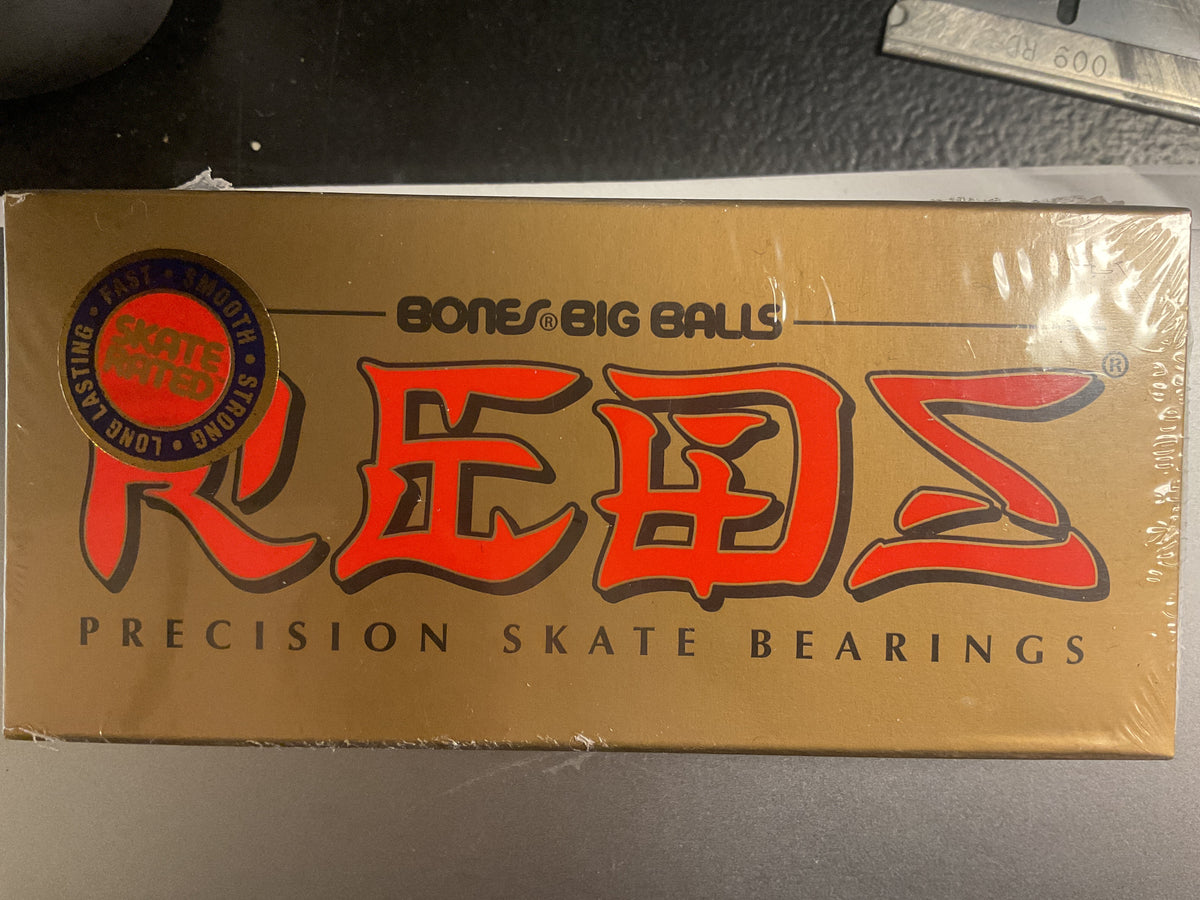 009 RD
BONES® BIG BALLS
REDS®
PRECISION SKATE BEARINGS
FAST • SMOOTH • STRONG • LONG LASTING •
SKATE
RATED